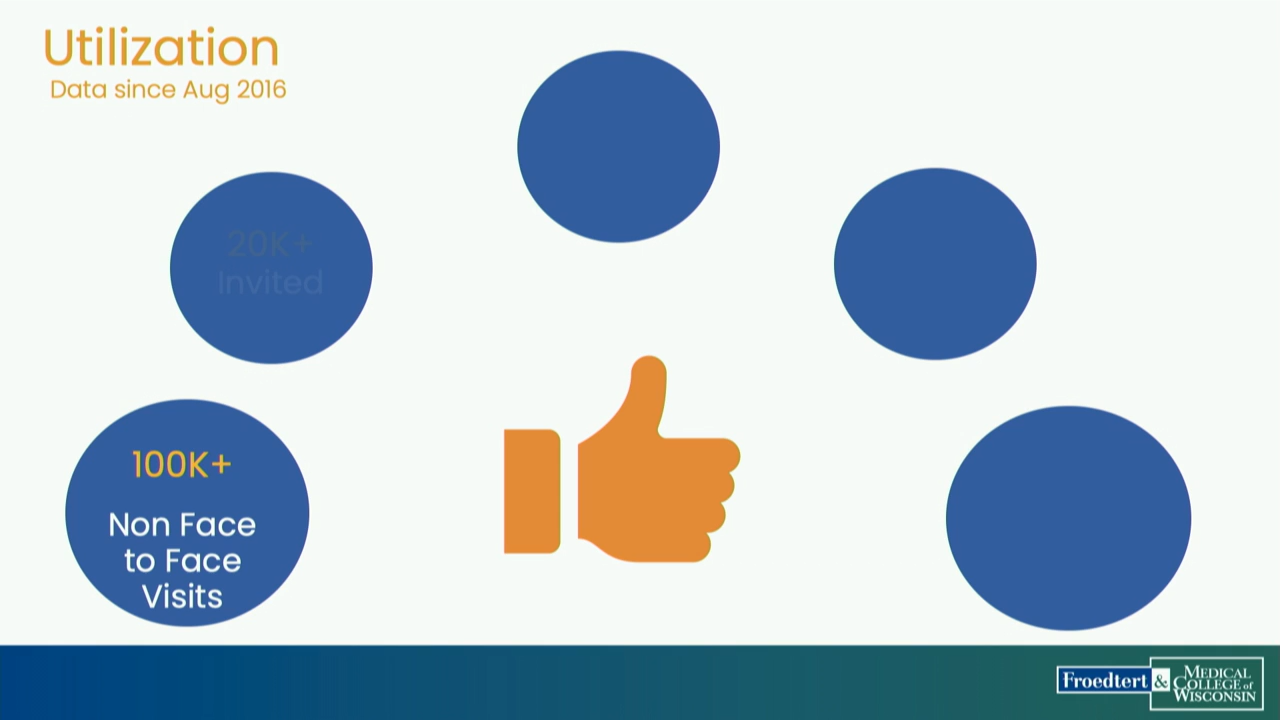 Utilization
Data since Aug 2016
20K+
Invited
100K+
Non Face
to Face
Visits
Froedtert & MEDICAL
COLLEGE of
WISCONSIN